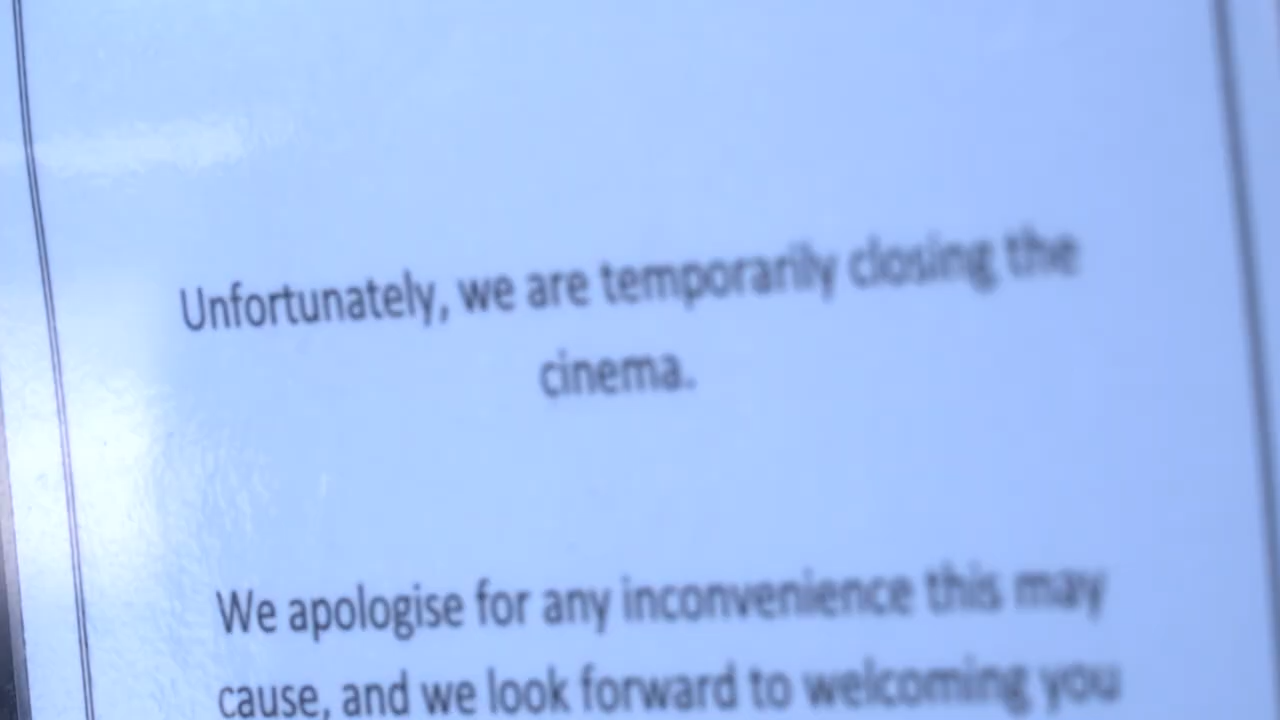 Unfortunately, we are temporarily closing the
cinema.
We apologise for any inconvenience this may
cause, and we look forward to welcoming you